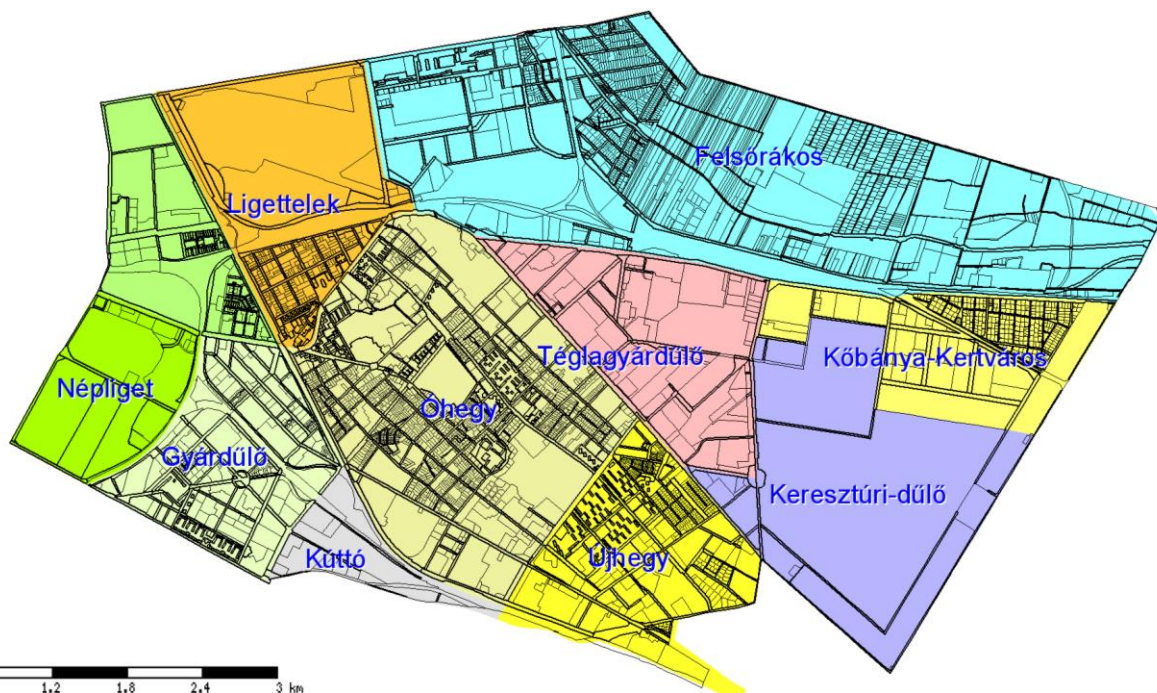 Felsőrákos
Ligettelek
Téglagyárdűlő
Kőbánya-Kertváros
Népliget
Óhegy
Gyárdűlő
Keresztúri-dűlő
Kúttó
Újhegy
1.2 1.8 2.4 3 km